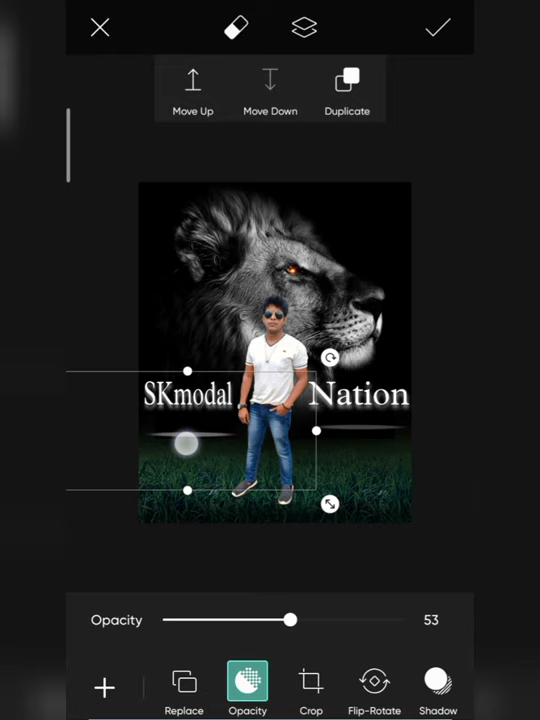 Move Up Move Down Duplicate
SKmodal Nation
Opacity 53
Replace Opacity Crop Flip-Rotate Shadow